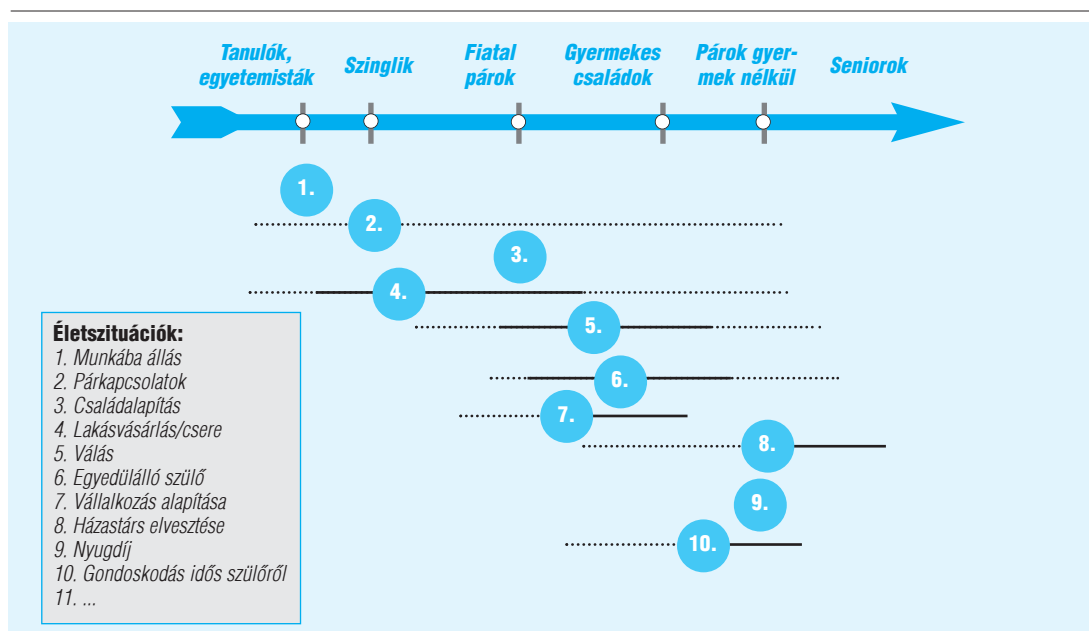 Tanulók,
egyetemisták
Szinglik
Fiatal
párok
Gyermekes
családok
Párok gyer-
mek nélkül
Seniorok
1.
2.
3.
4.
5.
6.
7.
8.
9.
10.
Életszituációk:
1. Munkába állás
2. Párkapcsolatok
3. Családalapítás
4. Lakásvásárlás/csere
5. Válás
6. Egyedülálló szülő
7. Vállalkozás alapítása
8. Házastárs elvesztése
9. Nyugdíj
10. Gondoskodás idős szülőről
11. ...